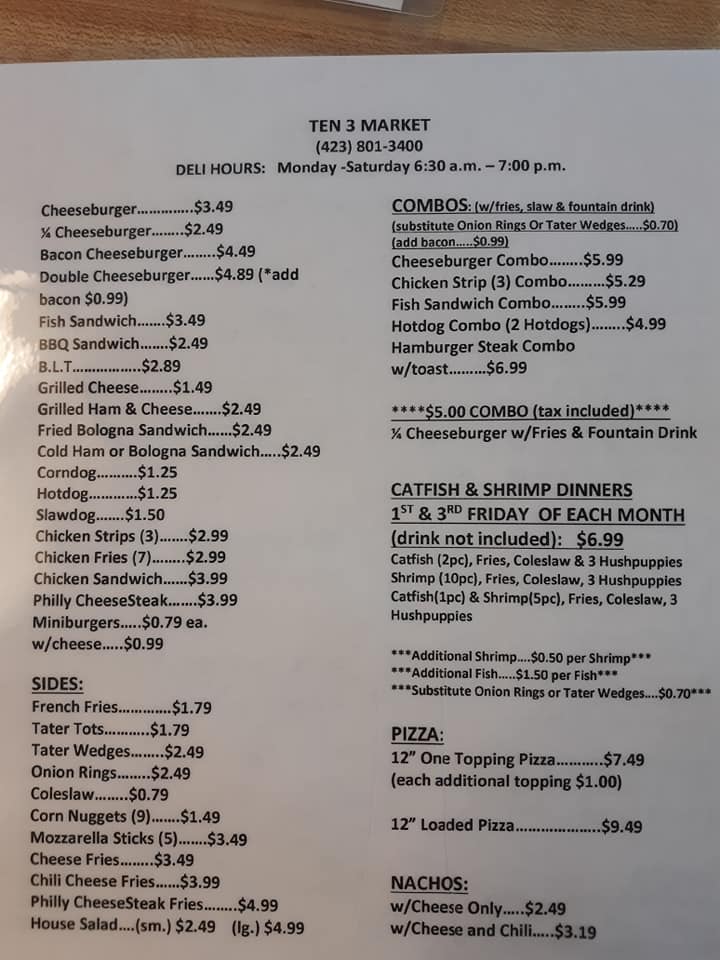 TEN 3 MARKET
(423) 801-3400
DELI HOURS: Monday -Saturday 6:30 a.m. – 7:00 p.m.
Cheeseburger..............$3.49
¼ Cheeseburger........$2.49
Bacon Cheeseburger........$4.49
Double Cheeseburger......$4.89 (*add
bacon $0.99)
Fish Sandwich.......$3.49
BBQ Sandwich.......$2.49
B.L.T.................$2.89
Grilled Cheese........$1.49
Grilled Ham & Cheese.......$2.49
Fried Bologna Sandwich......$2.49
Cold Ham or Bologna Sandwich.....$2.49
Corndog..........$1.25
Hotdog............$1.25
Slawdog.......$1.50
Chicken Strips (3).......$2.99
Chicken Fries (7)........$2.99
Chicken Sandwich......$3.99
Philly CheeseSteak.......$3.99
Miniburgers.....$0.79 ea.
w/cheese.....$0.99
SIDES:
French Fries.............$1.79
Tater Tots...........$1.79
Tater Wedges........$2.49
Onion Rings........$2.49
Coleslaw........$0.79
Corn Nuggets (9).......$1.49
Mozzarella Sticks (5).......$3.49
Cheese Fries........$3.49
Chili Cheese Fries......$3.99
Philly CheeseSteak Fries........$4.99
House Salad....(sm.) $2.49 (lg.) $4.99
COMBOS: (w/fries, slaw & fountain drink)
(substitute Onion Rings Or Tater Wedges.....$0.70)
(add bacon.....$0.99)
Cheeseburger Combo........$5.99
Chicken Strip (3) Combo.........$5.29
Fish Sandwich Combo........$5.99
Hotdog Combo (2 Hotdogs)........$4.99
Hamburger Steak Combo
w/toast.........$6.99
****$5.00 COMBO (tax included)****
¼ Cheeseburger w/Fries & Fountain Drink
CATFISH & SHRIMP DINNERS
1ST & 3RD FRIDAY OF EACH MONTH
(drink not included): $6.99
Catfish (2pc), Fries, Coleslaw & 3 Hushpuppies
Shrimp (10pc), Fries, Coleslaw, 3 Hushpuppies
Catfish(1pc) & Shrimp(5pc), Fries, Coleslaw, 3
Hushpuppies
***Additional Shrimp....$0.50 per Shrimp***
***Additional Fish.....$1.50 per Fish***
***Substitute Onion Rings or Tater Wedges....$0.70***
PIZZA:
12” One Topping Pizza...........$7.49
(each additional topping $1.00)
12” Loaded Pizza....................$9.49
NACHOS:
w/Cheese Only.....$2.49
w/Cheese and Chili.....$3.19